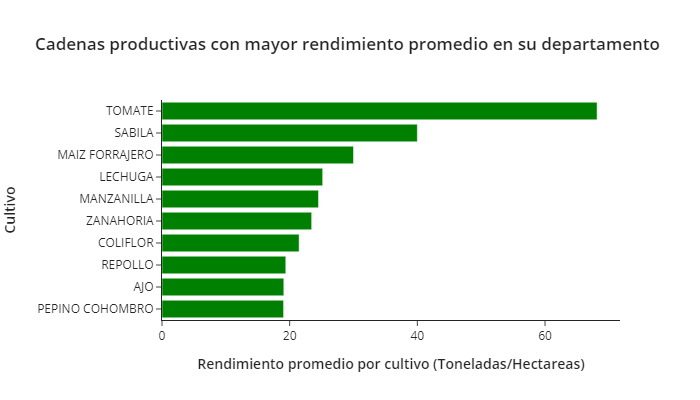 Cadenas productivas con mayor rendimiento promedio en su departamento
Cultivo
TOMATE
SABILA
MAIZ FORRAJERO
LECHUGA
MANZANILLA
ZANAHORIA
COLIFLOR
REPOLLO
AJO
PEPINO COHOMBRO
0 20 40 60
Rendimiento promedio por cultivo (Toneladas/Hectareas)